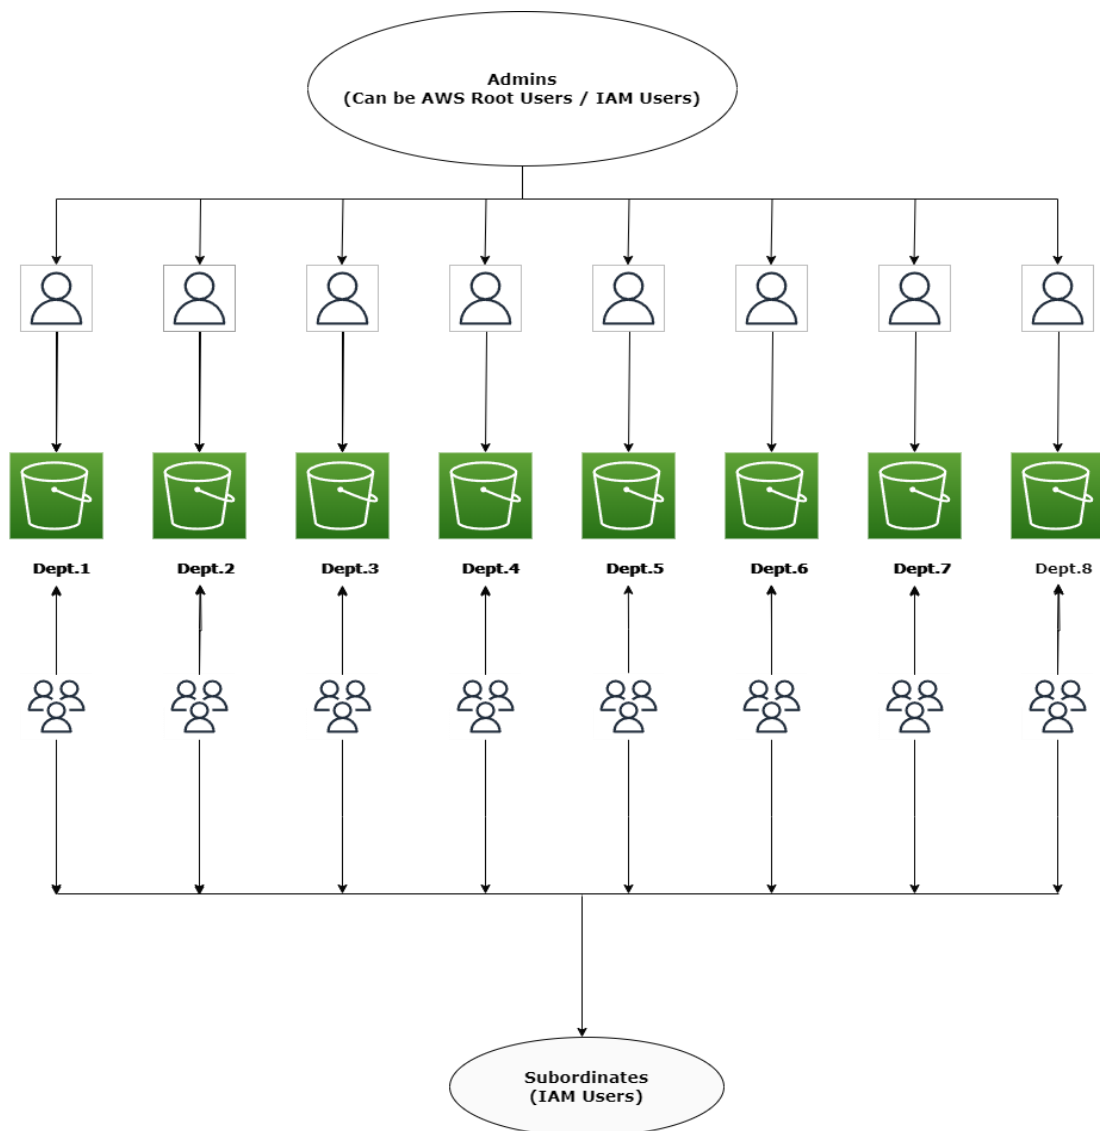 Admins
(Can be AWS Root Users / IAM Users)
Dept.1
Dept.2
Dept.3
Dept.4
Dept.5
Dept.6
Dept.7
Dept.8
Subordinates
(IAM Users)